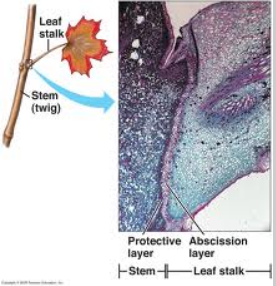 Leaf
stalk
Stem
(twig)
Protective
layer
Abscission
layer
Stem
Leaf stalk